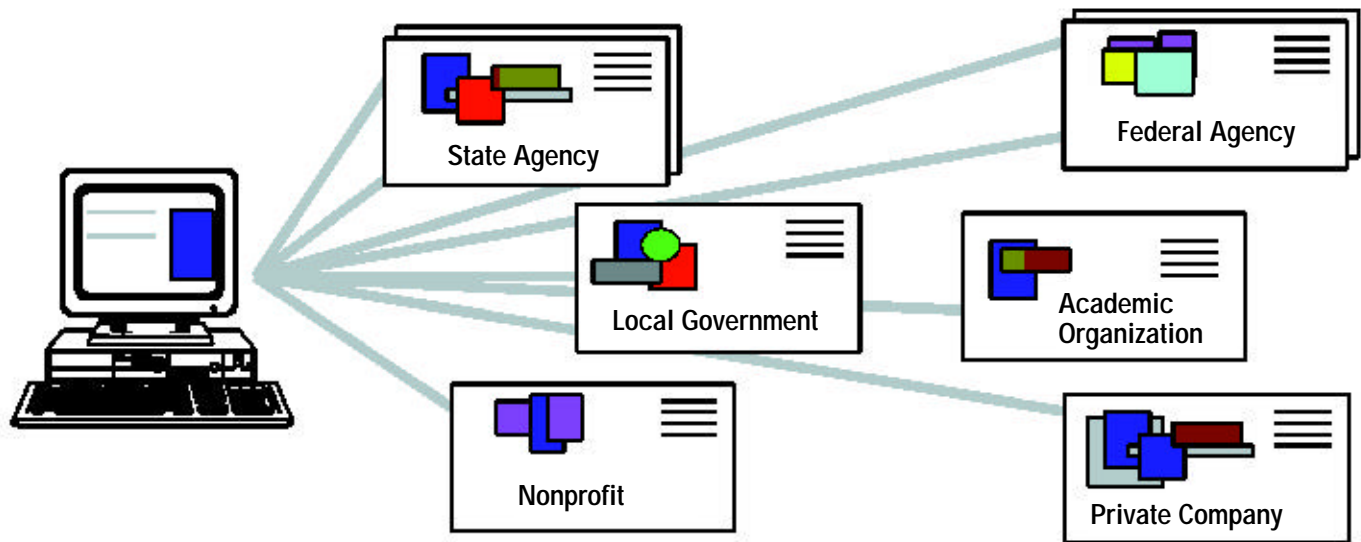 State Agency
Federal Agency
Local Government
Academic
Organization
Nonprofit
Private Company